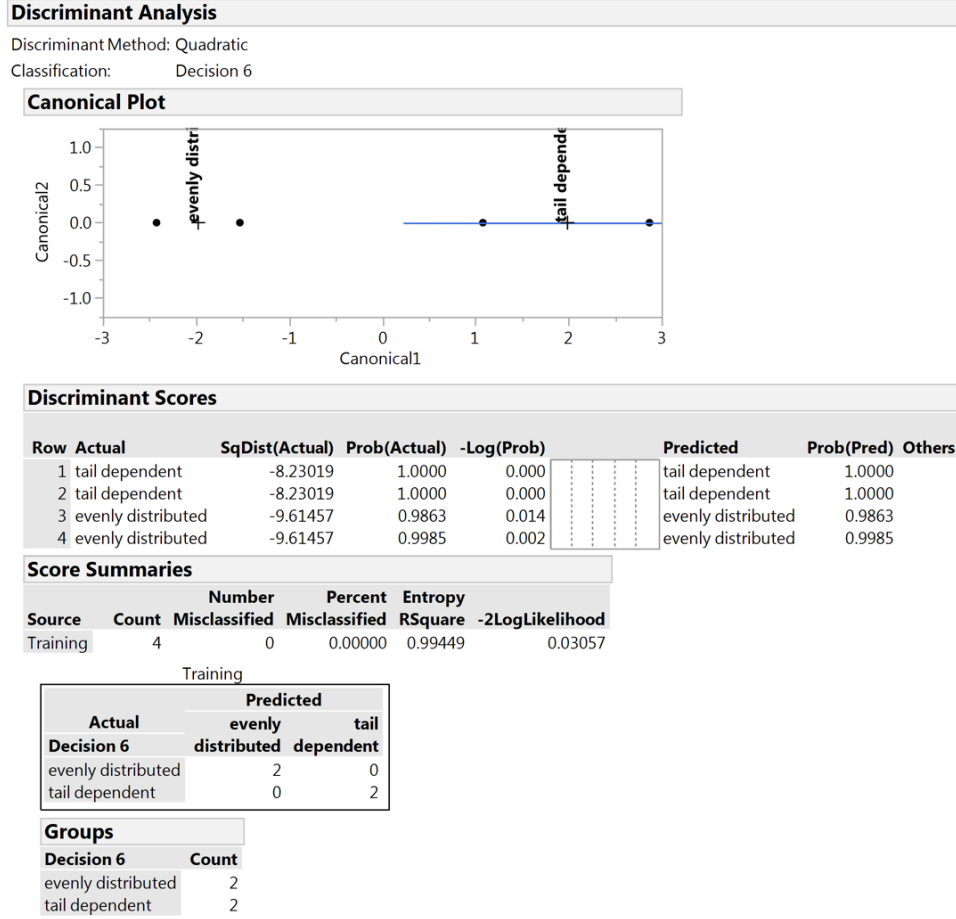 Discriminant Analysis
Discriminant Method: Quadratic
Classification: Decision 6
Canonical Plot
1.0
0.5
0.0
-0.5
-1.0
Canonical2
evenly distri
tail depende
-3 -2 -1 0 1 2 3
Canonical1
Discriminant Scores
Row Actual SqDist(Actual) Prob(Actual) -Log(Prob) Predicted Prob(Pred) Others
1 tail dependent -8.23019 1.0000 0.000 tail dependent 1.0000
2 tail dependent -8.23019 1.0000 0.000 tail dependent 1.0000
3 evenly distributed -9.61457 0.9863 0.014 evenly distributed 0.9863
4 evenly distributed -9.61457 0.9985 0.002 evenly distributed 0.9985
Score Summaries
Number Percent Entropy
Source Count Misclassified Misclassified RSquare -2LogLikelihood
Training 4 0 0.00000 0.99449 0.03057
Training
Predicted
Actual evenly tail
Decision 6 distributed dependent
evenly distributed 2 0
tail dependent 0 2
Groups
Decision 6 Count
evenly distributed 2
tail dependent 2